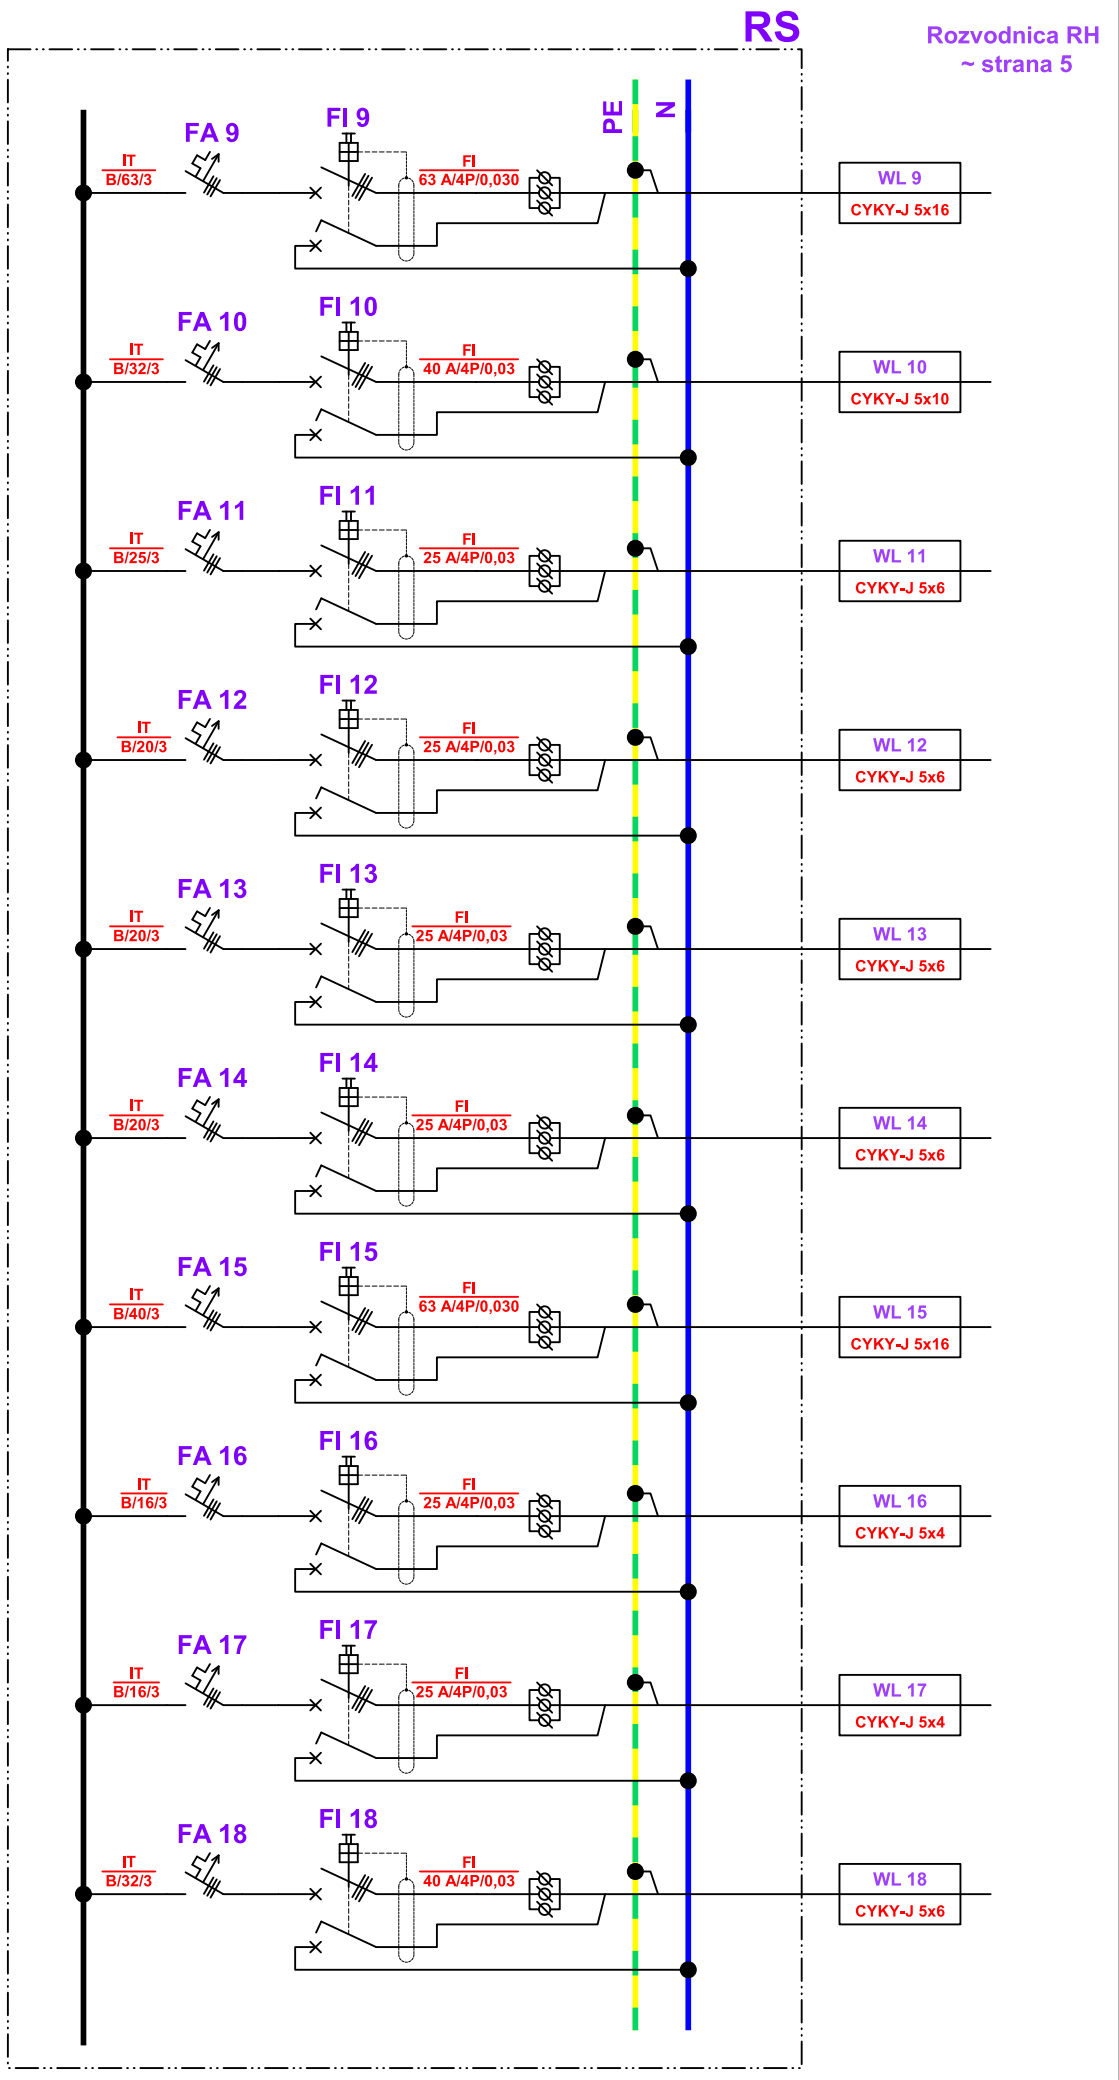 RS
Rozvodnica RH
~ strana 5
PE
N
FA 9
FI 9
IT
B/63/3
FI
63 A/4P/0,030
WL 9
CYKY-J 5x16
FA 10
FI 10
IT
B/32/3
FI
40 A/4P/0,03
WL 10
CYKY-J 5x10
FA 11
FI 11
IT
B/25/3
FI
25 A/4P/0,03
WL 11
CYKY-J 5x6
FA 12
FI 12
IT
B/20/3
FI
25 A/4P/0,03
WL 12
CYKY-J 5x6
FA 13
FI 13
IT
B/20/3
FI
25 A/4P/0,03
WL 13
CYKY-J 5x6
FA 14
FI 14
IT
B/20/3
FI
25 A/4P/0,03
WL 14
CYKY-J 5x6
FA 15
FI 15
IT
B/40/3
FI
63 A/4P/0,030
WL 15
CYKY-J 5x16
FA 16
FI 16
IT
B/16/3
FI
25 A/4P/0,03
WL 16
CYKY-J 5x4
FA 17
FI 17
IT
B/16/3
FI
25 A/4P/0,03
WL 17
CYKY-J 5x4
FA 18
FI 18
IT
B/32/3
FI
40 A/4P/0,03
WL 18
CYKY-J 5x6